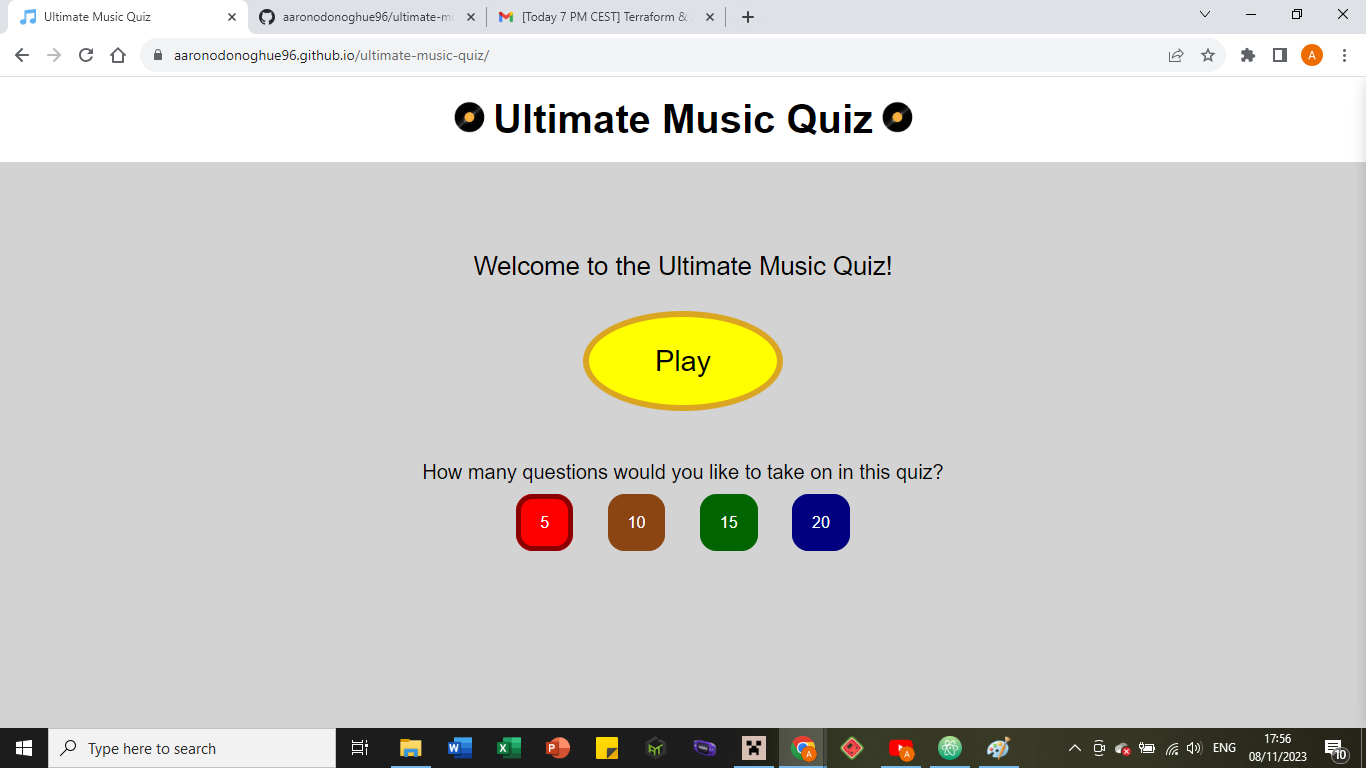 Ultimate Music Quiz
aaronodonoghue96/ultimate-mu
[Today 7 PM CEST] Terraform &
aaronodonoghue96.github.io/ultimate-music-quiz/
A
Ultimate Music Quiz
Welcome to the Ultimate Music Quiz!
Play
How many questions would you like to take on in this quiz?
5 10 15 20
Type here to search
ENG
17:56
08/11/2023
10